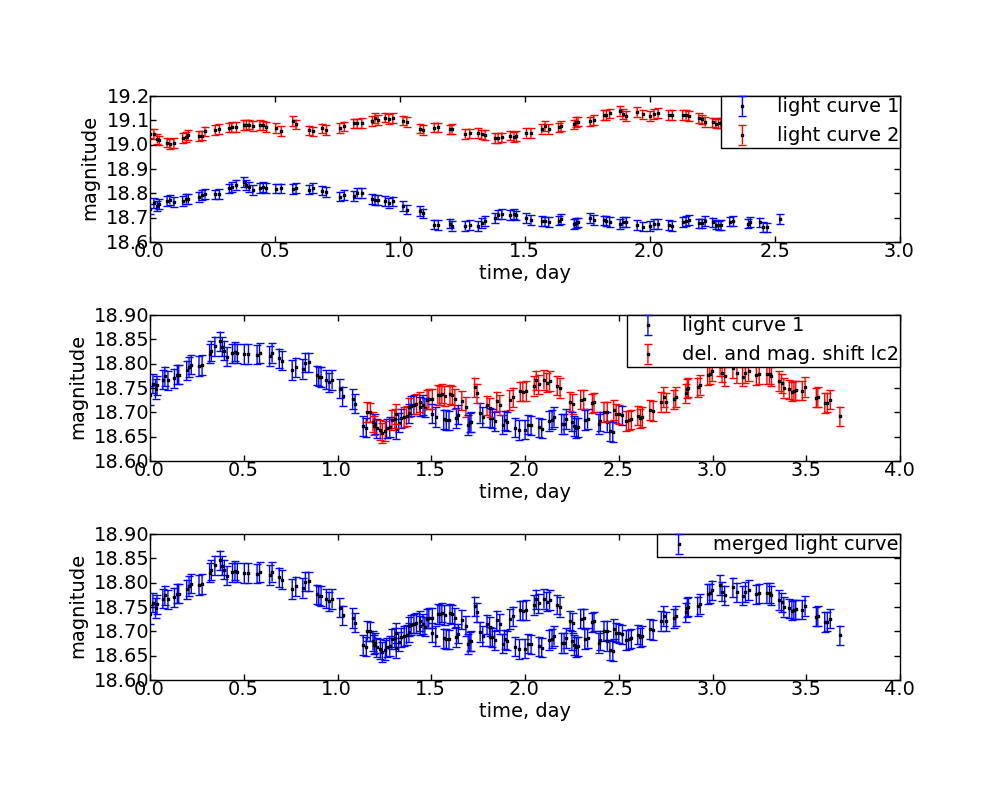 19.2
19.1
19.0
18.9
18.8
18.7
18.6
magnitude
light curve 1
light curve 2
0.0 0.5 1.0 1.5 2.0 2.5 3.0
time, day
18.90
18.85
18.80
18.75
18.70
18.65
18.60
magnitude
light curve 1
del. and mag. shift lc2
0.0 0.5 1.0 1.5 2.0 2.5 3.0 3.5 4.0
time, day
18.90
18.85
18.80
18.75
18.70
18.65
18.60
magnitude
merged light curve
0.0 0.5 1.0 1.5 2.0 2.5 3.0 3.5 4.0
time, day